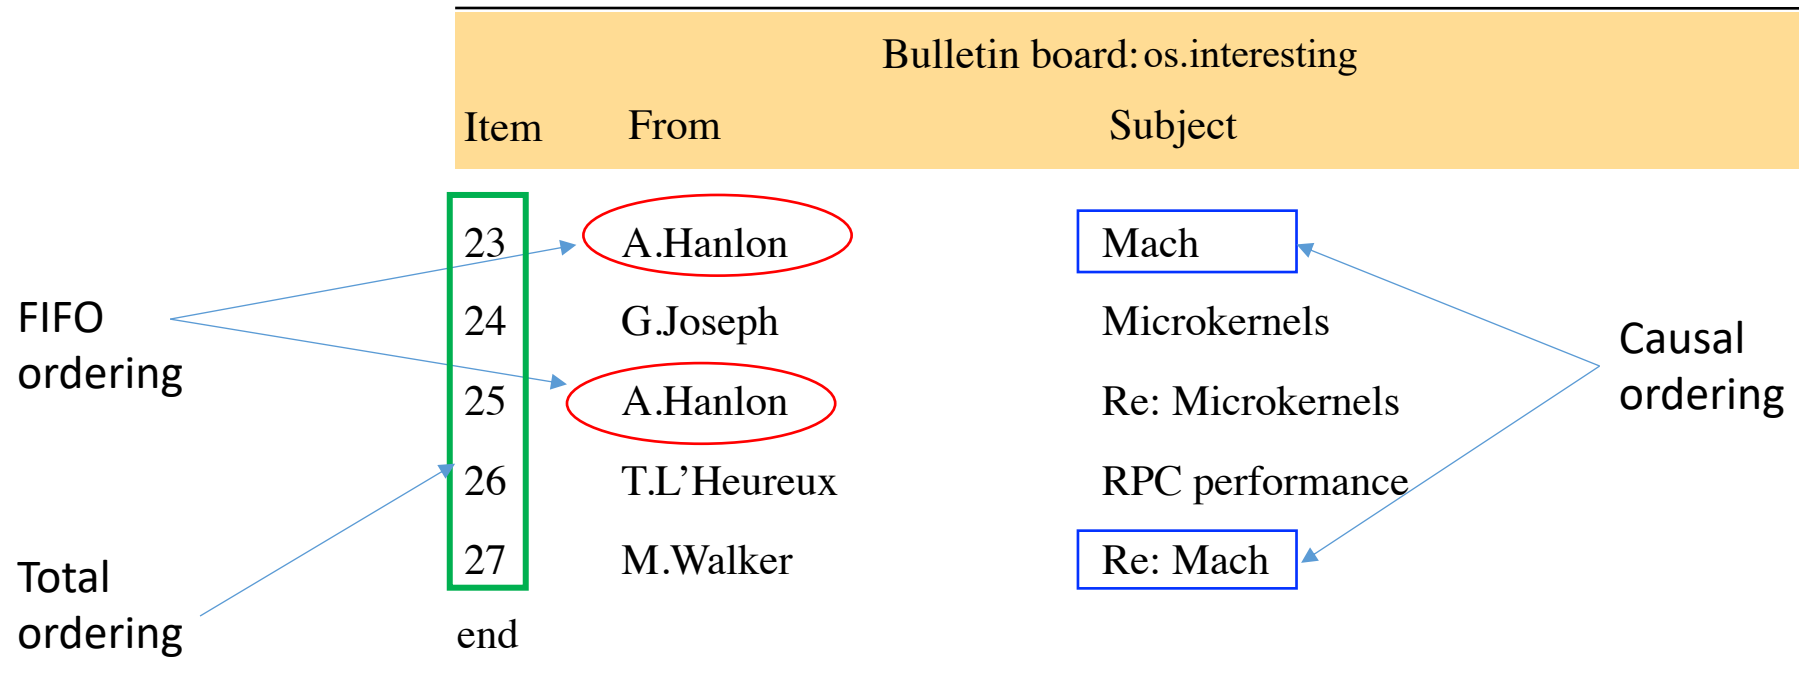 Bulletin board: os.interesting
Item From Subject
23 A.Hanlon Mach
24 G.Joseph Microkernels
25 A.Hanlon Re: Microkernels
26 T.L’Heureux RPC performance
27 M.Walker Re: Mach
end
FIFO
ordering
Total
ordering
Causal
ordering